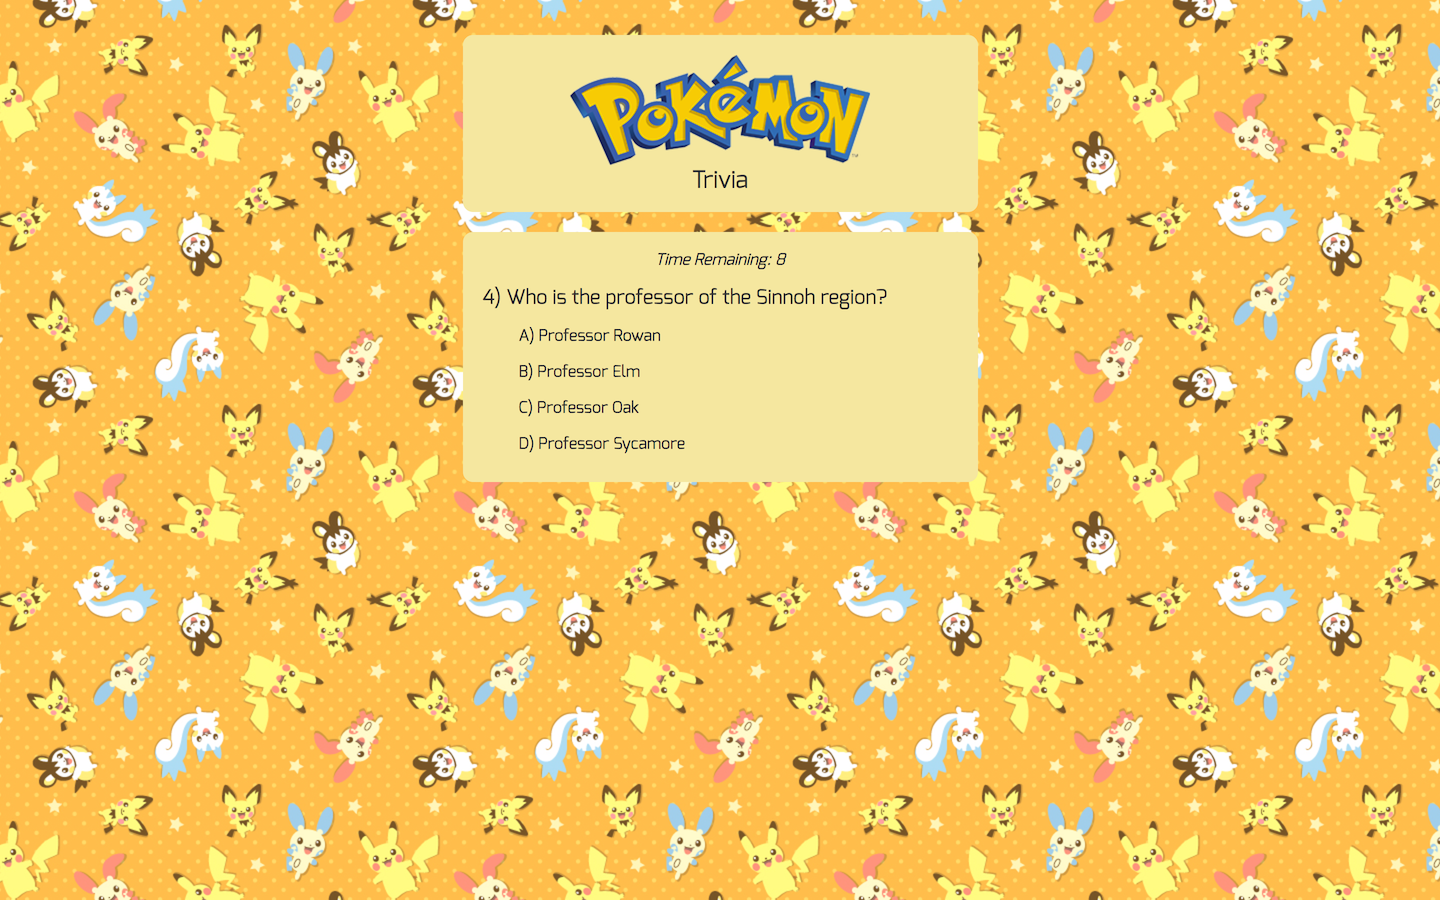 POKéMON
Trivia
Time Remaining: 8
4) Who is the professor of the Sinnoh region?
A) Professor Rowan
B) Professor Elm
C) Professor Oak
D) Professor Sycamore